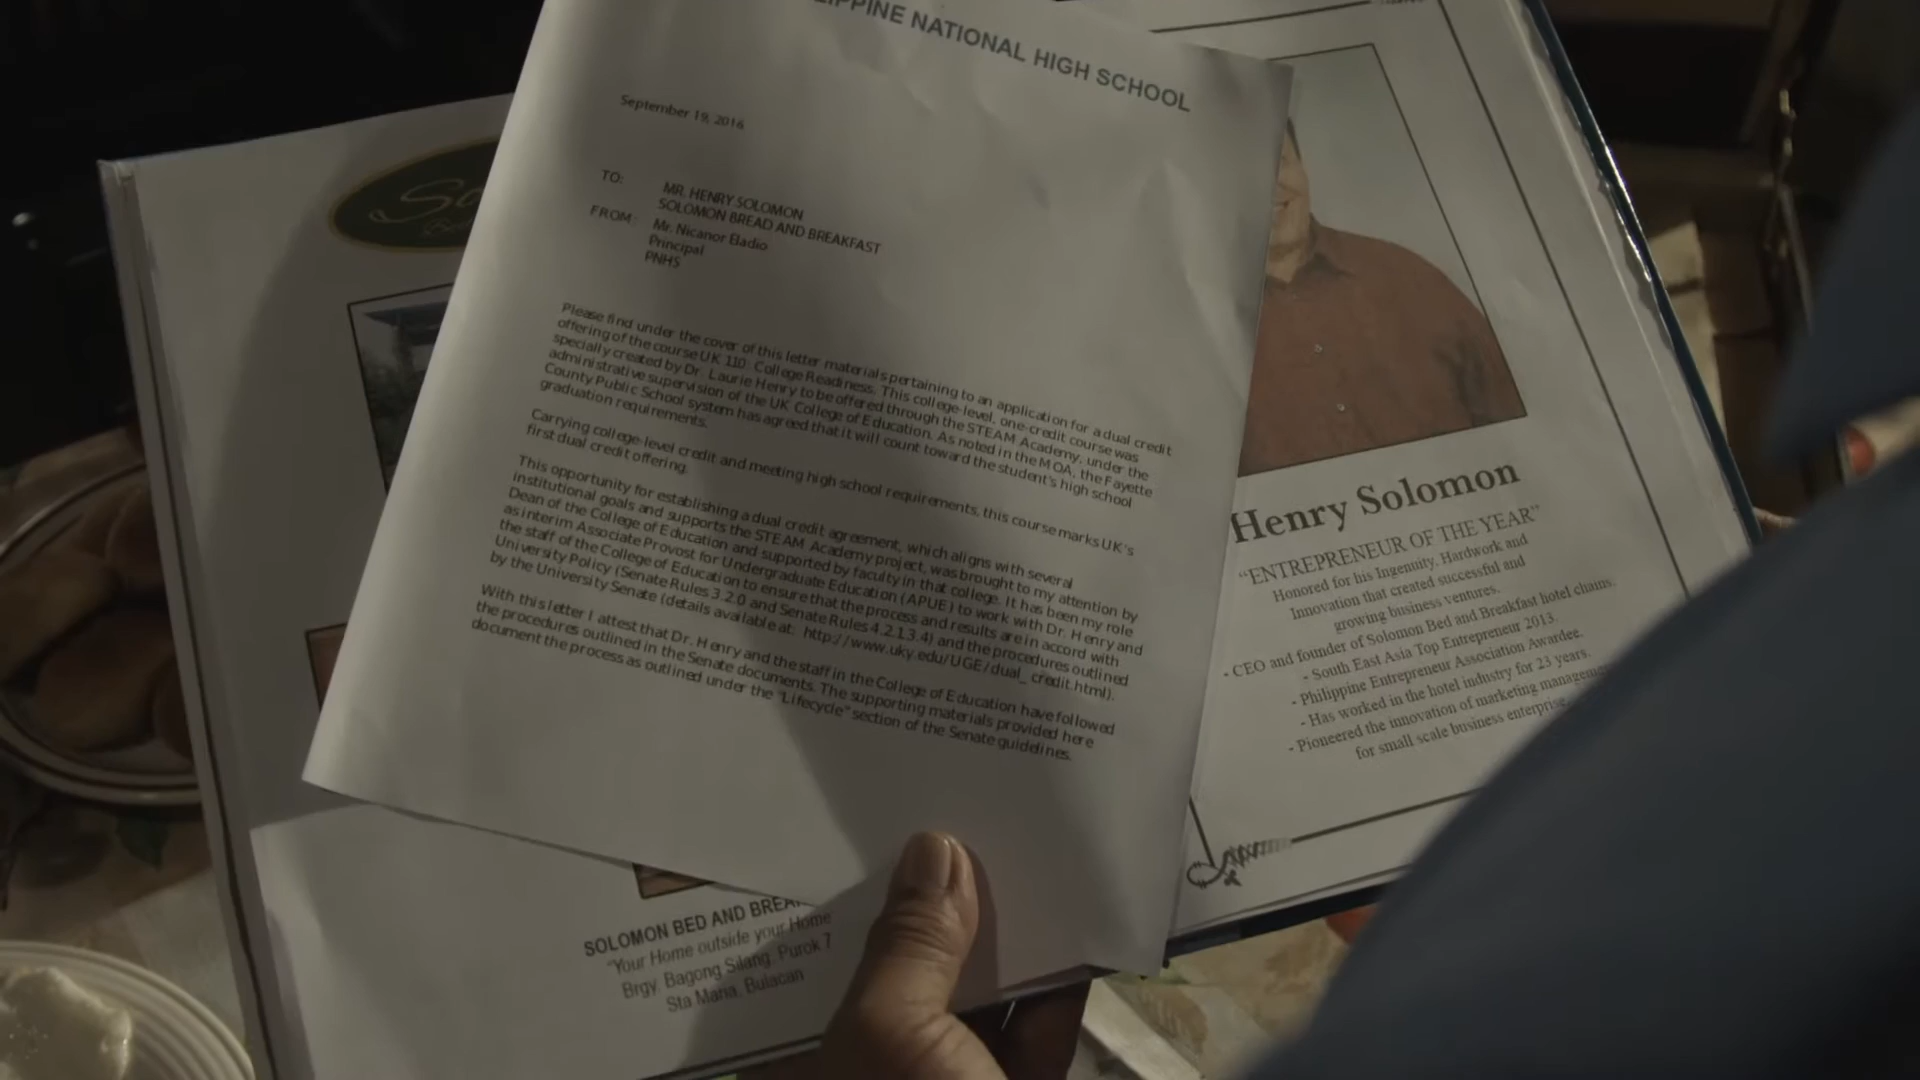 PPINE NATIONAL HIGH SCHOOL
September 19, 2016
TO: MR. HENRY SOLOMON
SOLOMON BREAD AND BREAKFAST
FROM: Mr. Nicanor Eladio
Principal
PNHS
Please find under the cover of this letter materials pertaining to an application for a dual credit
offering of the course UK 110: College Readiness. This college-level, one-credit course was
specially created by Dr. Laurie Henry to be offered through the STEAM Academy, under the
administrative supervision of the UK College of Education. As noted in the MOA, the Fayette
County Public School system has agreed that it will count toward the student's high school
graduation requirements.
Carrying college-level credit and meeting high school requirements, this course marks UK's
first dual credit offering.
This opportunity for establishing a dual credit agreement, which aligns with several
institutional goals and supports the STEAM Academy project, was brought to my attention by
Dean of the College of Education and supported by faculty in that college. It has been my role
as interim Associate Provost for Undergraduate Education (APUE) to work with Dr. Henry and
the staff of the College of Education to ensure that the process and results are in accord with
University Policy (Senate Rules 3.2.0 and Senate Rules 4.2.1.3.4) and the procedures outlined
by the University Senate (details available at: http://www.uky.edu/UGE/dual_credit.html).
With this letter I attest that Dr. Henry and the staff in the College of Education have followed
the procedures outlined in the Senate documents. The supporting materials provided here
document the process as outlined under the "Lifecycle" section of the Senate guidelines.
Henry Solomon
"ENTREPRENEUR OF THE YEAR"
Honored for his Ingenuity, Hardwork and
Innovation that created successful and
growing business ventures.
- CEO and founder of Solomon Bed and Breakfast hotel chains.
- South East Asia Top Entrepreneur 2013.
- Philippine Entrepreneur Association Awardee.
- Has worked in the hotel industry for 23 years.
- Pioneered the innovation of marketing managemen
for small scale business enterprise
SOLOMON BED AND BREA
"Your Home outside your Home
Brgy. Bagong Silang, Purok 7
Sta Maria, Bulacan